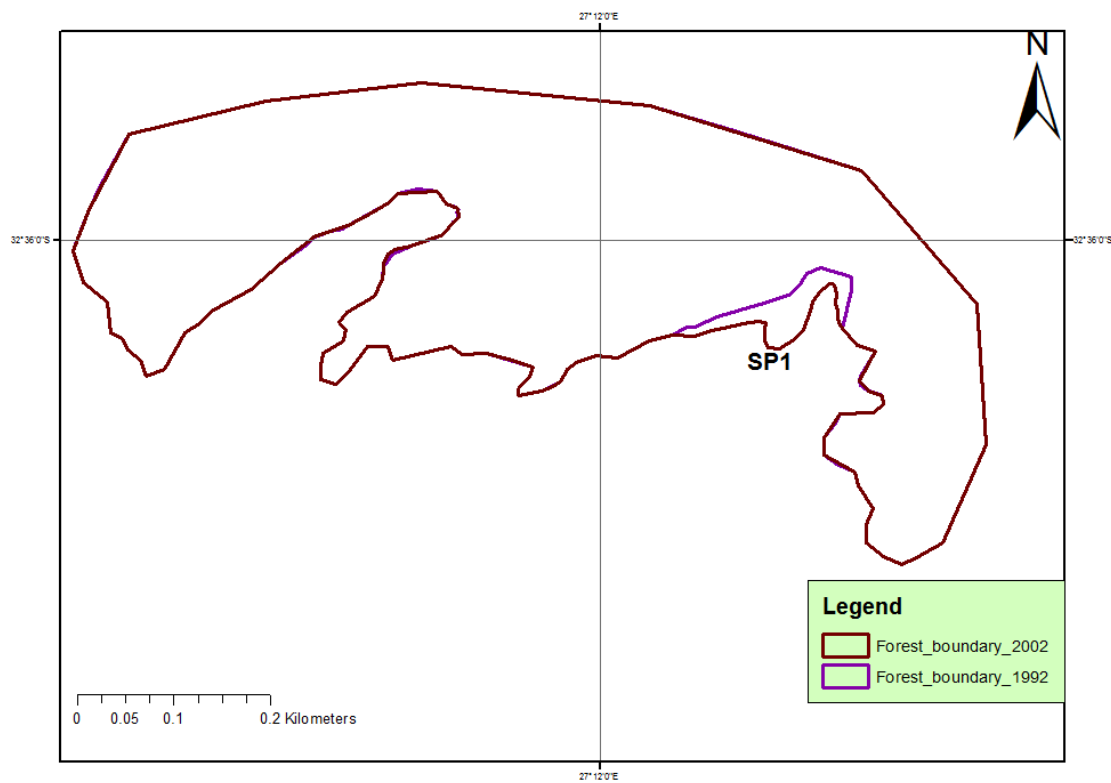 27°12'0"E
N
32°36'0"S
32°36'0"S
SP1
Legend
Forest_boundary_2002
Forest_boundary_1992
0 0.05 0.1 0.2 Kilometers
27°12'0"E